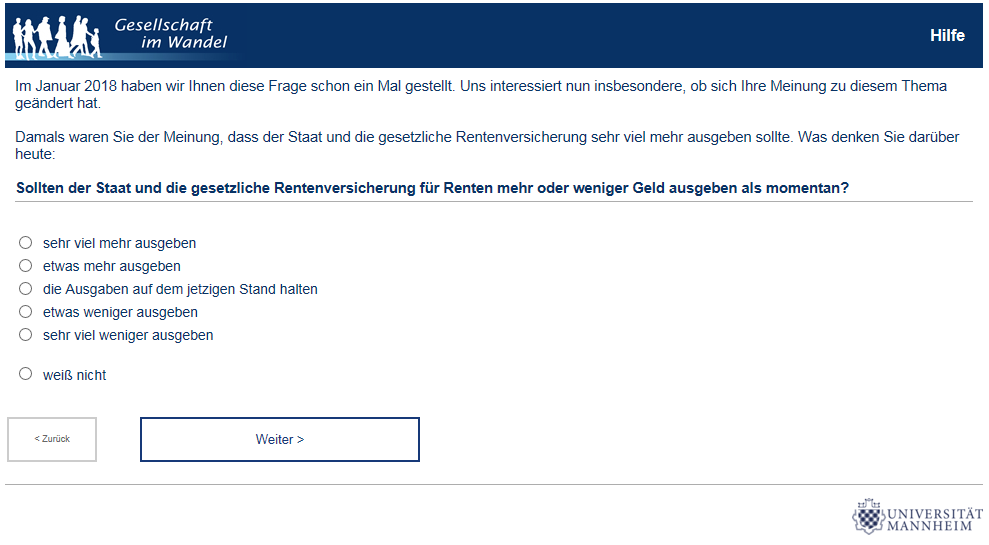 Gesellschaft
im Wandel
Hilfe
Im Januar 2018 haben wir Ihnen diese Frage schon ein Mal gestellt. Uns interessiert nun insbesondere, ob sich Ihre Meinung zu diesem Thema
geändert hat.
Damals waren Sie der Meinung, dass der Staat und die gesetzliche Rentenversicherung sehr viel mehr ausgeben sollte. Was denken Sie darüber
heute:
Sollten der Staat und die gesetzliche Rentenversicherung für Renten mehr oder weniger Geld ausgeben als momentan?
sehr viel mehr ausgeben
etwas mehr ausgeben
die Ausgaben auf dem jetzigen Stand halten
etwas weniger ausgeben
sehr viel weniger ausgeben
weiß nicht
< Zurück
Weiter >
UNIVERSITÄT
MANNHEIM